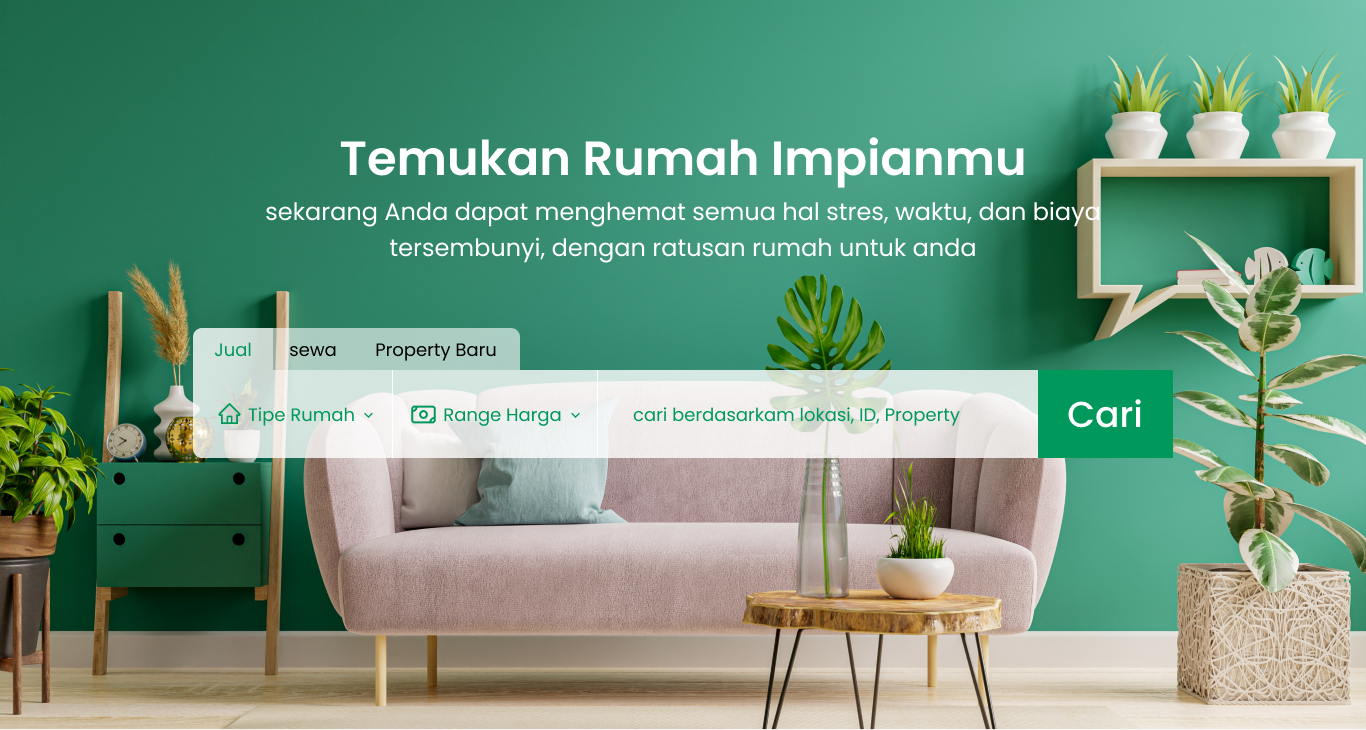 Temukan Rumah Impianmu
sekarang Anda dapat menghemat semua hal stres, waktu, dan biaya
tersembunyi, dengan ratusan rumah untuk anda
Jual sewa Property Baru
Tipe Rumah Range Harga cari berdasarkam lokasi, ID, Property Cari